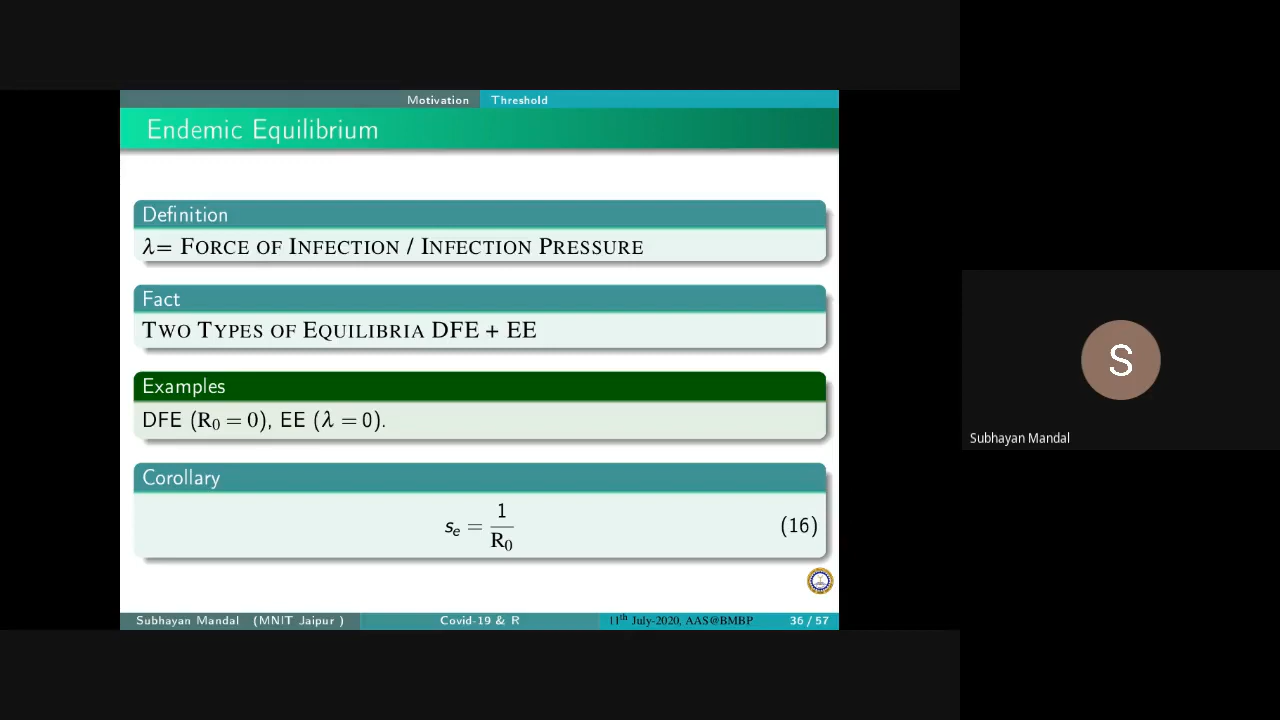 Motivation Threshold
Endemic Equilibrium
Definition
λ= FORCE OF INFECTION / INFECTION PRESSURE
Fact
TWO TYPES OF EQUILIBRIA DFE + EE
Examples
DFE (R₀ = 0), EE (λ = 0).
Corollary
sₑ = 1/R₀ (16)
Subhayan Mandal (MNIT Jaipur ) Covid-19 & R 11th July-2020, AAS@BMBP 36 / 57
S
Subhayan Mandal